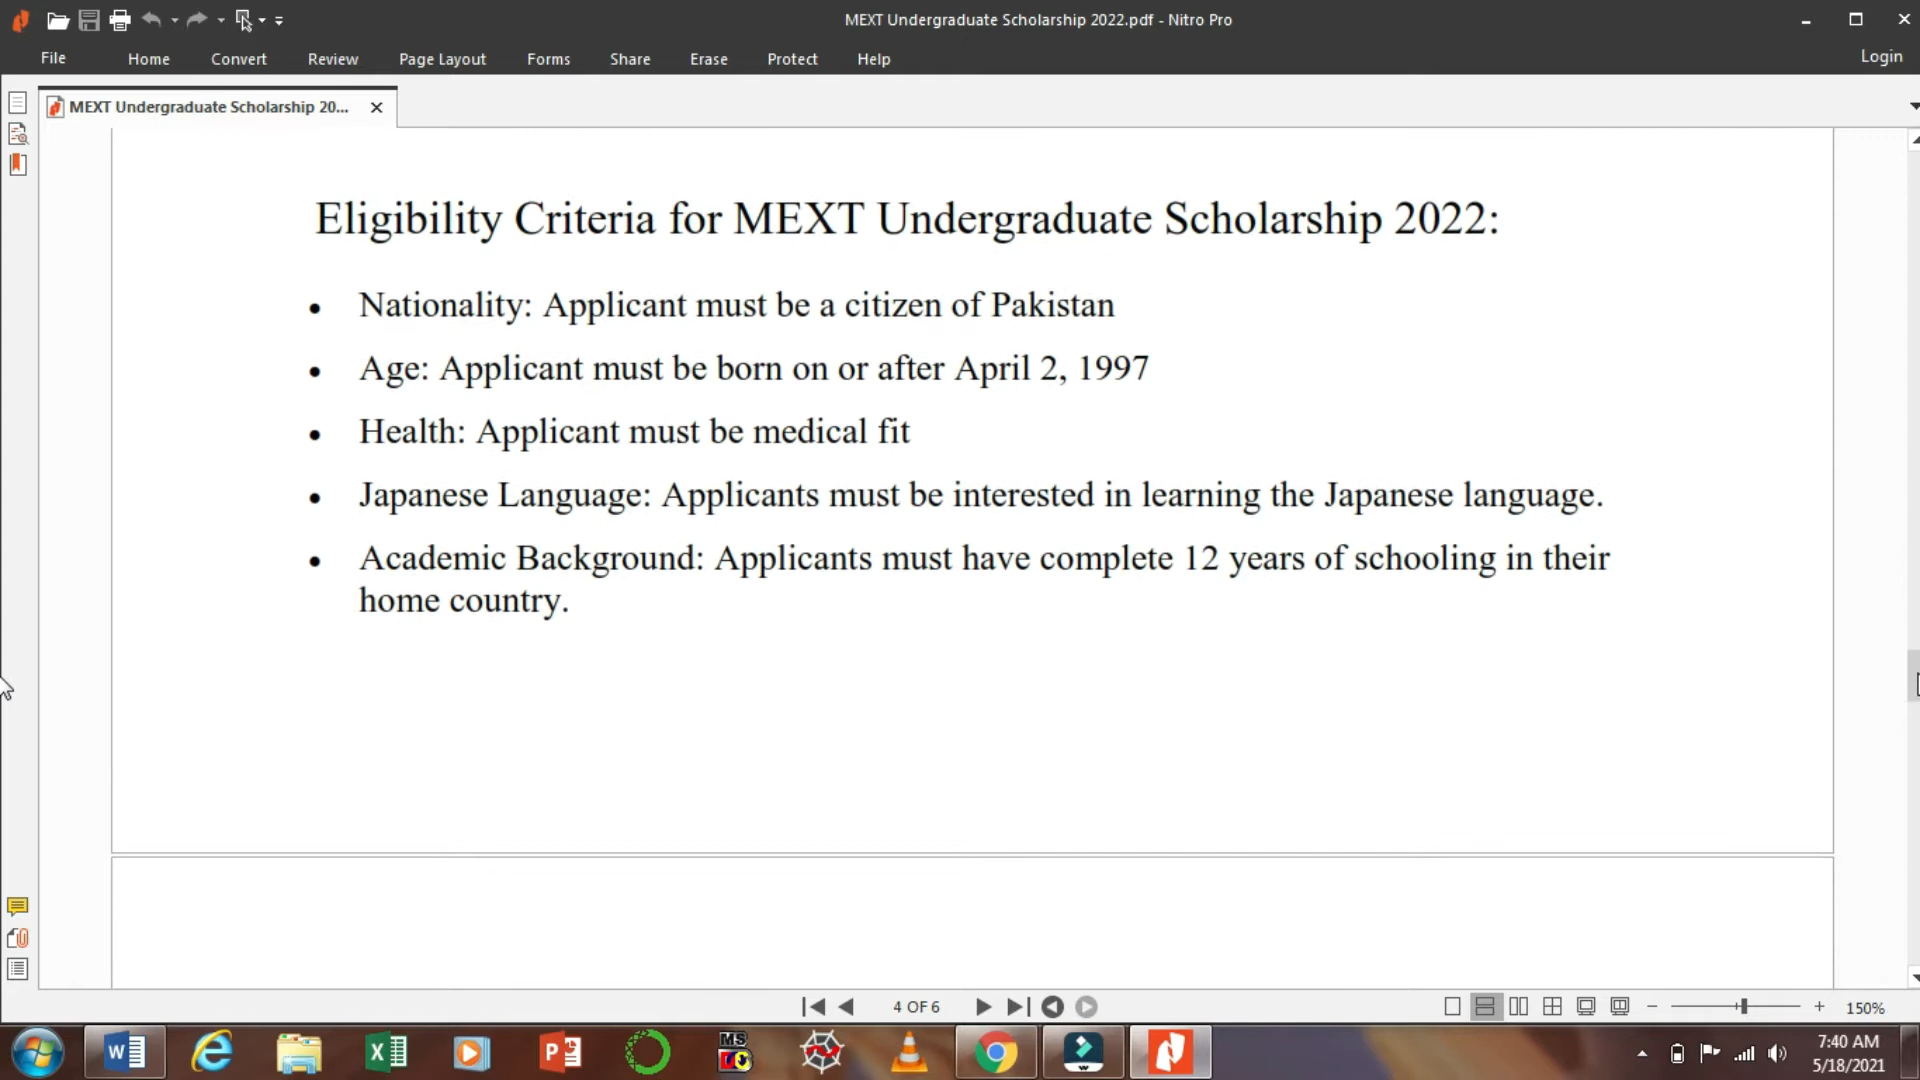 MEXT Undergraduate Scholarship 2022.pdf - Nitro Pro
File Home Convert Review Page Layout Forms Share Erase Protect Help Login
MEXT Undergraduate Scholarship 20...
Eligibility Criteria for MEXT Undergraduate Scholarship 2022:
• Nationality: Applicant must be a citizen of Pakistan
• Age: Applicant must be born on or after April 2, 1997
• Health: Applicant must be medical fit
• Japanese Language: Applicants must be interested in learning the Japanese language.
• Academic Background: Applicants must have complete 12 years of schooling in their
home country.
4 OF 6
150%
7:40 AM
5/18/2021